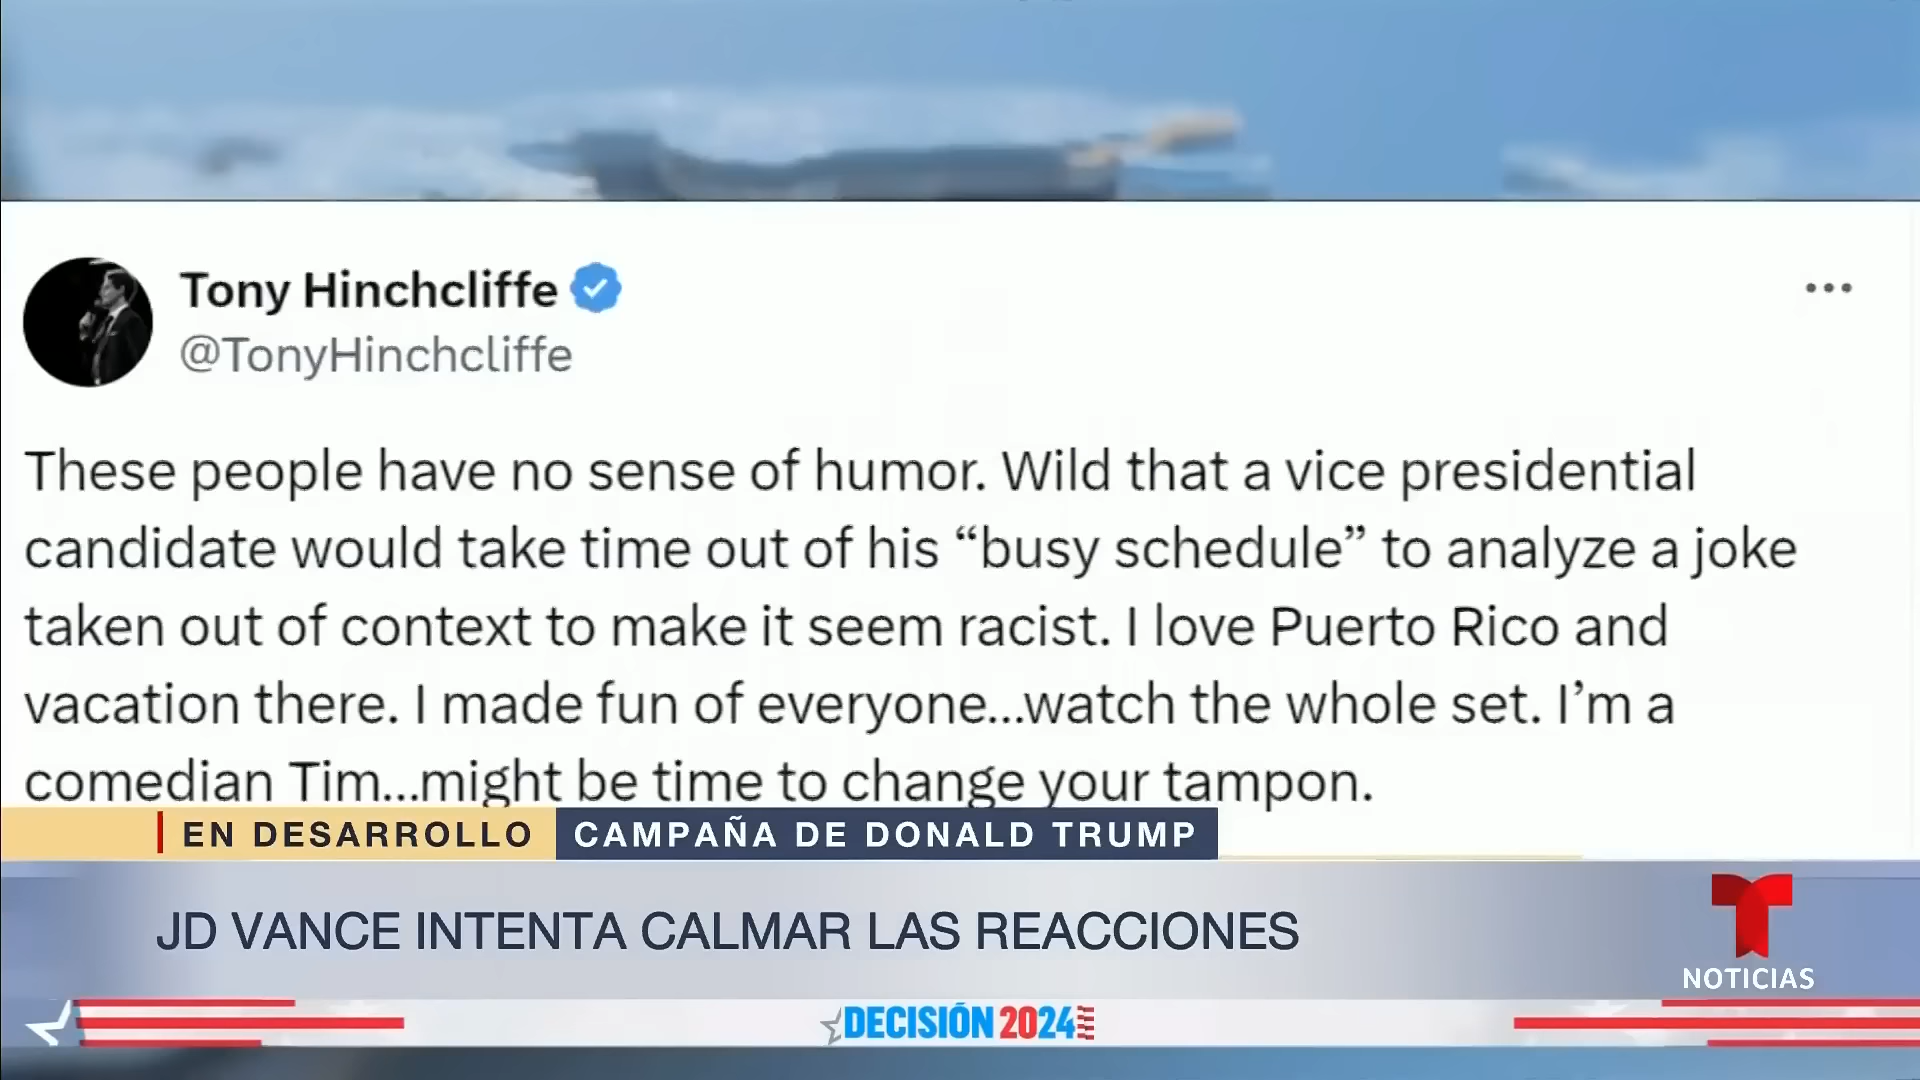 Tony Hinchcliffe
@TonyHinchcliffe
These people have no sense of humor. Wild that a vice presidential
candidate would take time out of his “busy schedule” to analyze a joke
taken out of context to make it seem racist. I love Puerto Rico and
vacation there. I made fun of everyone...watch the whole set. I’m a
comedian Tim...might be time to change your tampon.
EN DESARROLLO CAMPAÑA DE DONALD TRUMP
JD VANCE INTENTA CALMAR LAS REACCIONES
NOTICIAS
DECISIÓN 2024